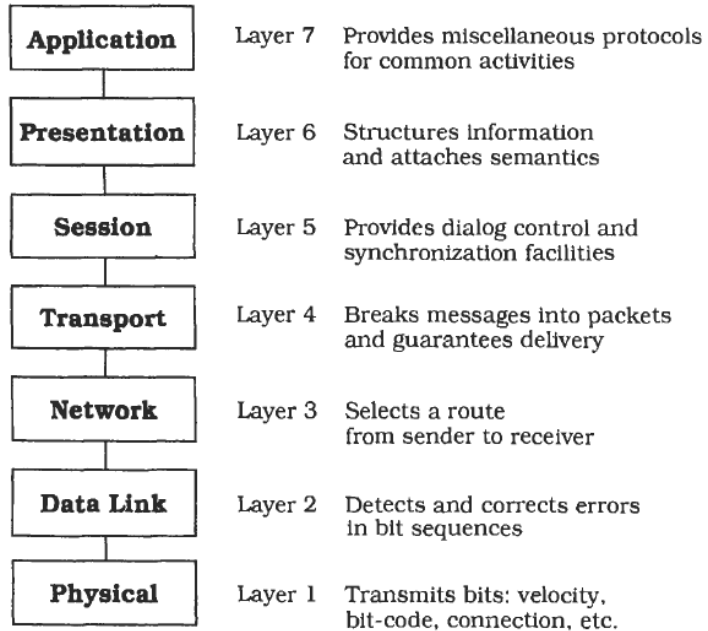 Application Layer 7 Provides miscellaneous protocols
for common activities
Presentation Layer 6 Structures information
and attaches semantics
Session Layer 5 Provides dialog control and
synchronization facilities
Transport Layer 4 Breaks messages into packets
and guarantees delivery
Network Layer 3 Selects a route
from sender to receiver
Data Link Layer 2 Detects and corrects errors
in bit sequences
Physical Layer 1 Transmits bits: velocity,
bit-code, connection, etc.